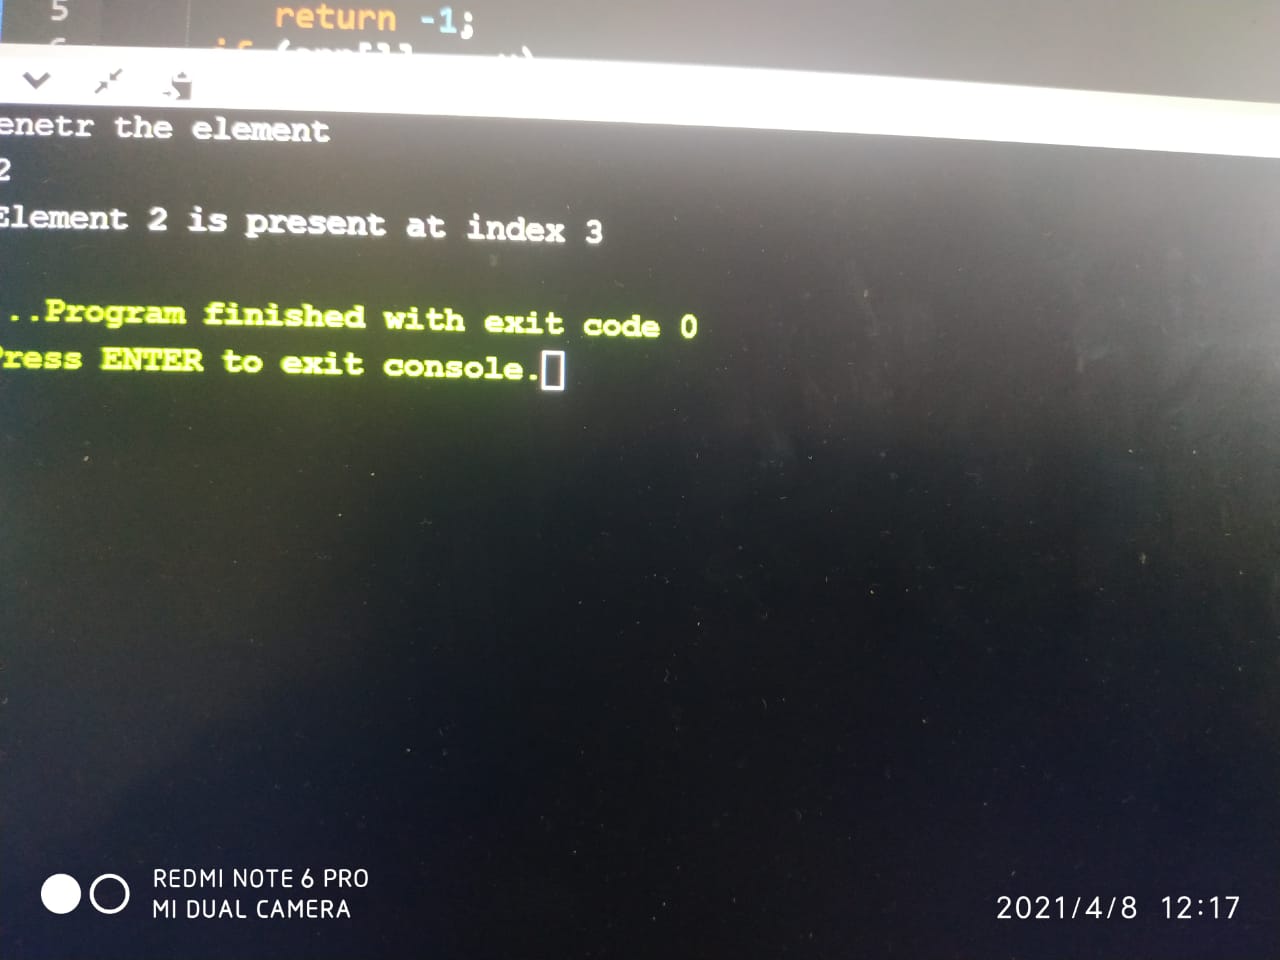 5
return -1;
enetr the element
2
Element 2 is present at index 3
..Program finished with exit code 0
Press ENTER to exit console.
REDMI NOTE 6 PRO
MI DUAL CAMERA
2021/4/8 12:17